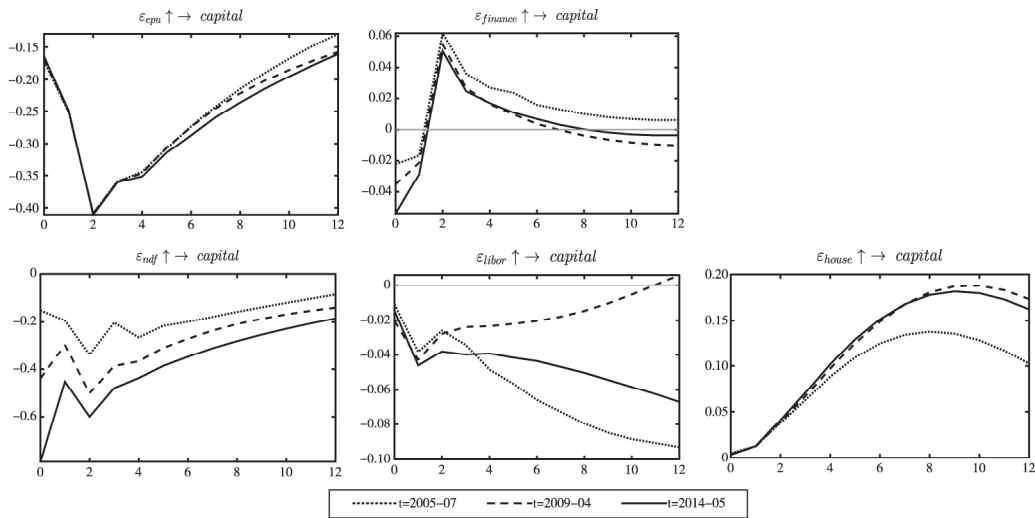 ε_epu ↑ → capital
−0.15
−0.20
−0.25
−0.30
−0.35
−0.40
0 2 4 6 8 10 12
ε_finance ↑ → capital
0.06
0.04
0.02
0
−0.02
−0.04
0 2 4 6 8 10 12
ε_ndf ↑ → capital
0
−0.2
−0.4
−0.6
0 2 4 6 8 10 12
ε_libor ↑ → capital
0
−0.02
−0.04
−0.06
−0.08
−0.10
0 2 4 6 8 10 12
ε_house ↑ → capital
0.20
0.15
0.10
0.05
0
0 2 4 6 8 10 12
t=2005−07 t=2009−04 t=2014−05